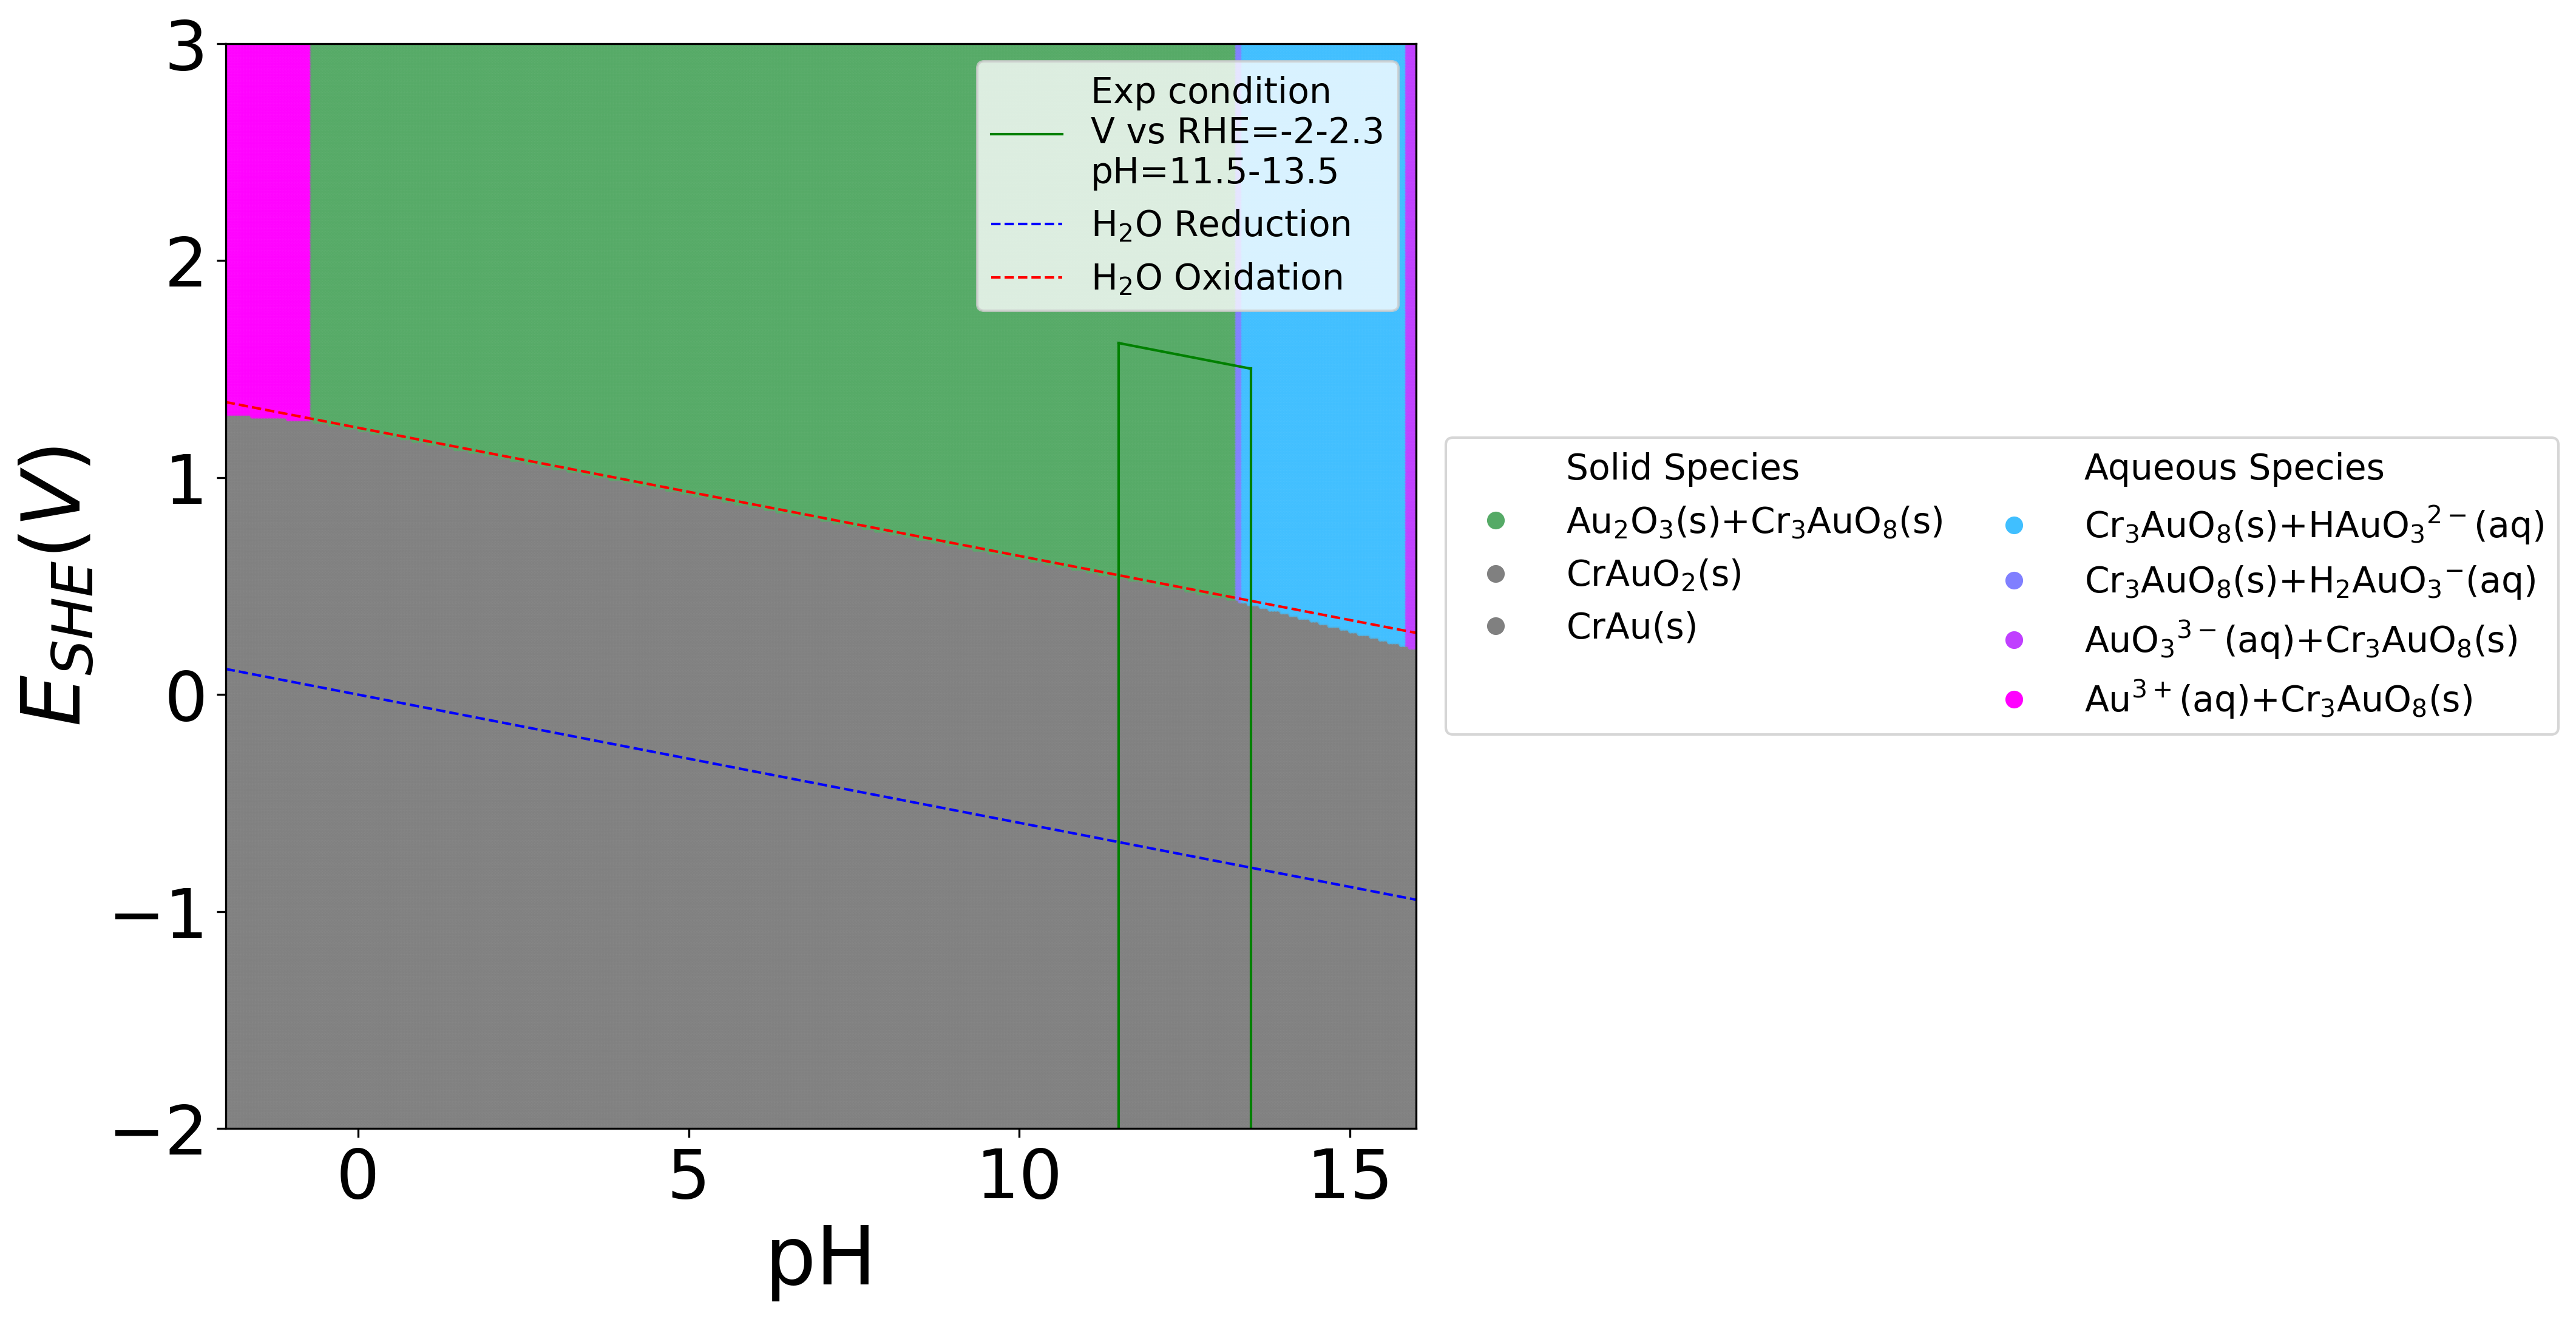 3
2
1
0
−1
−2
E_SHE(V)
0 5 10 15
pH
Exp condition
V vs RHE=-2-2.3
pH=11.5-13.5
H₂O Reduction
H₂O Oxidation
Solid Species
Au₂O₃(s)+Cr₃AuO₈(s)
CrAuO₂(s)
CrAu(s)
Aqueous Species
Cr₃AuO₈(s)+HAuO₃²⁻(aq)
Cr₃AuO₈(s)+H₂AuO₃⁻(aq)
AuO₃³⁻(aq)+Cr₃AuO₈(s)
Au³⁺(aq)+Cr₃AuO₈(s)